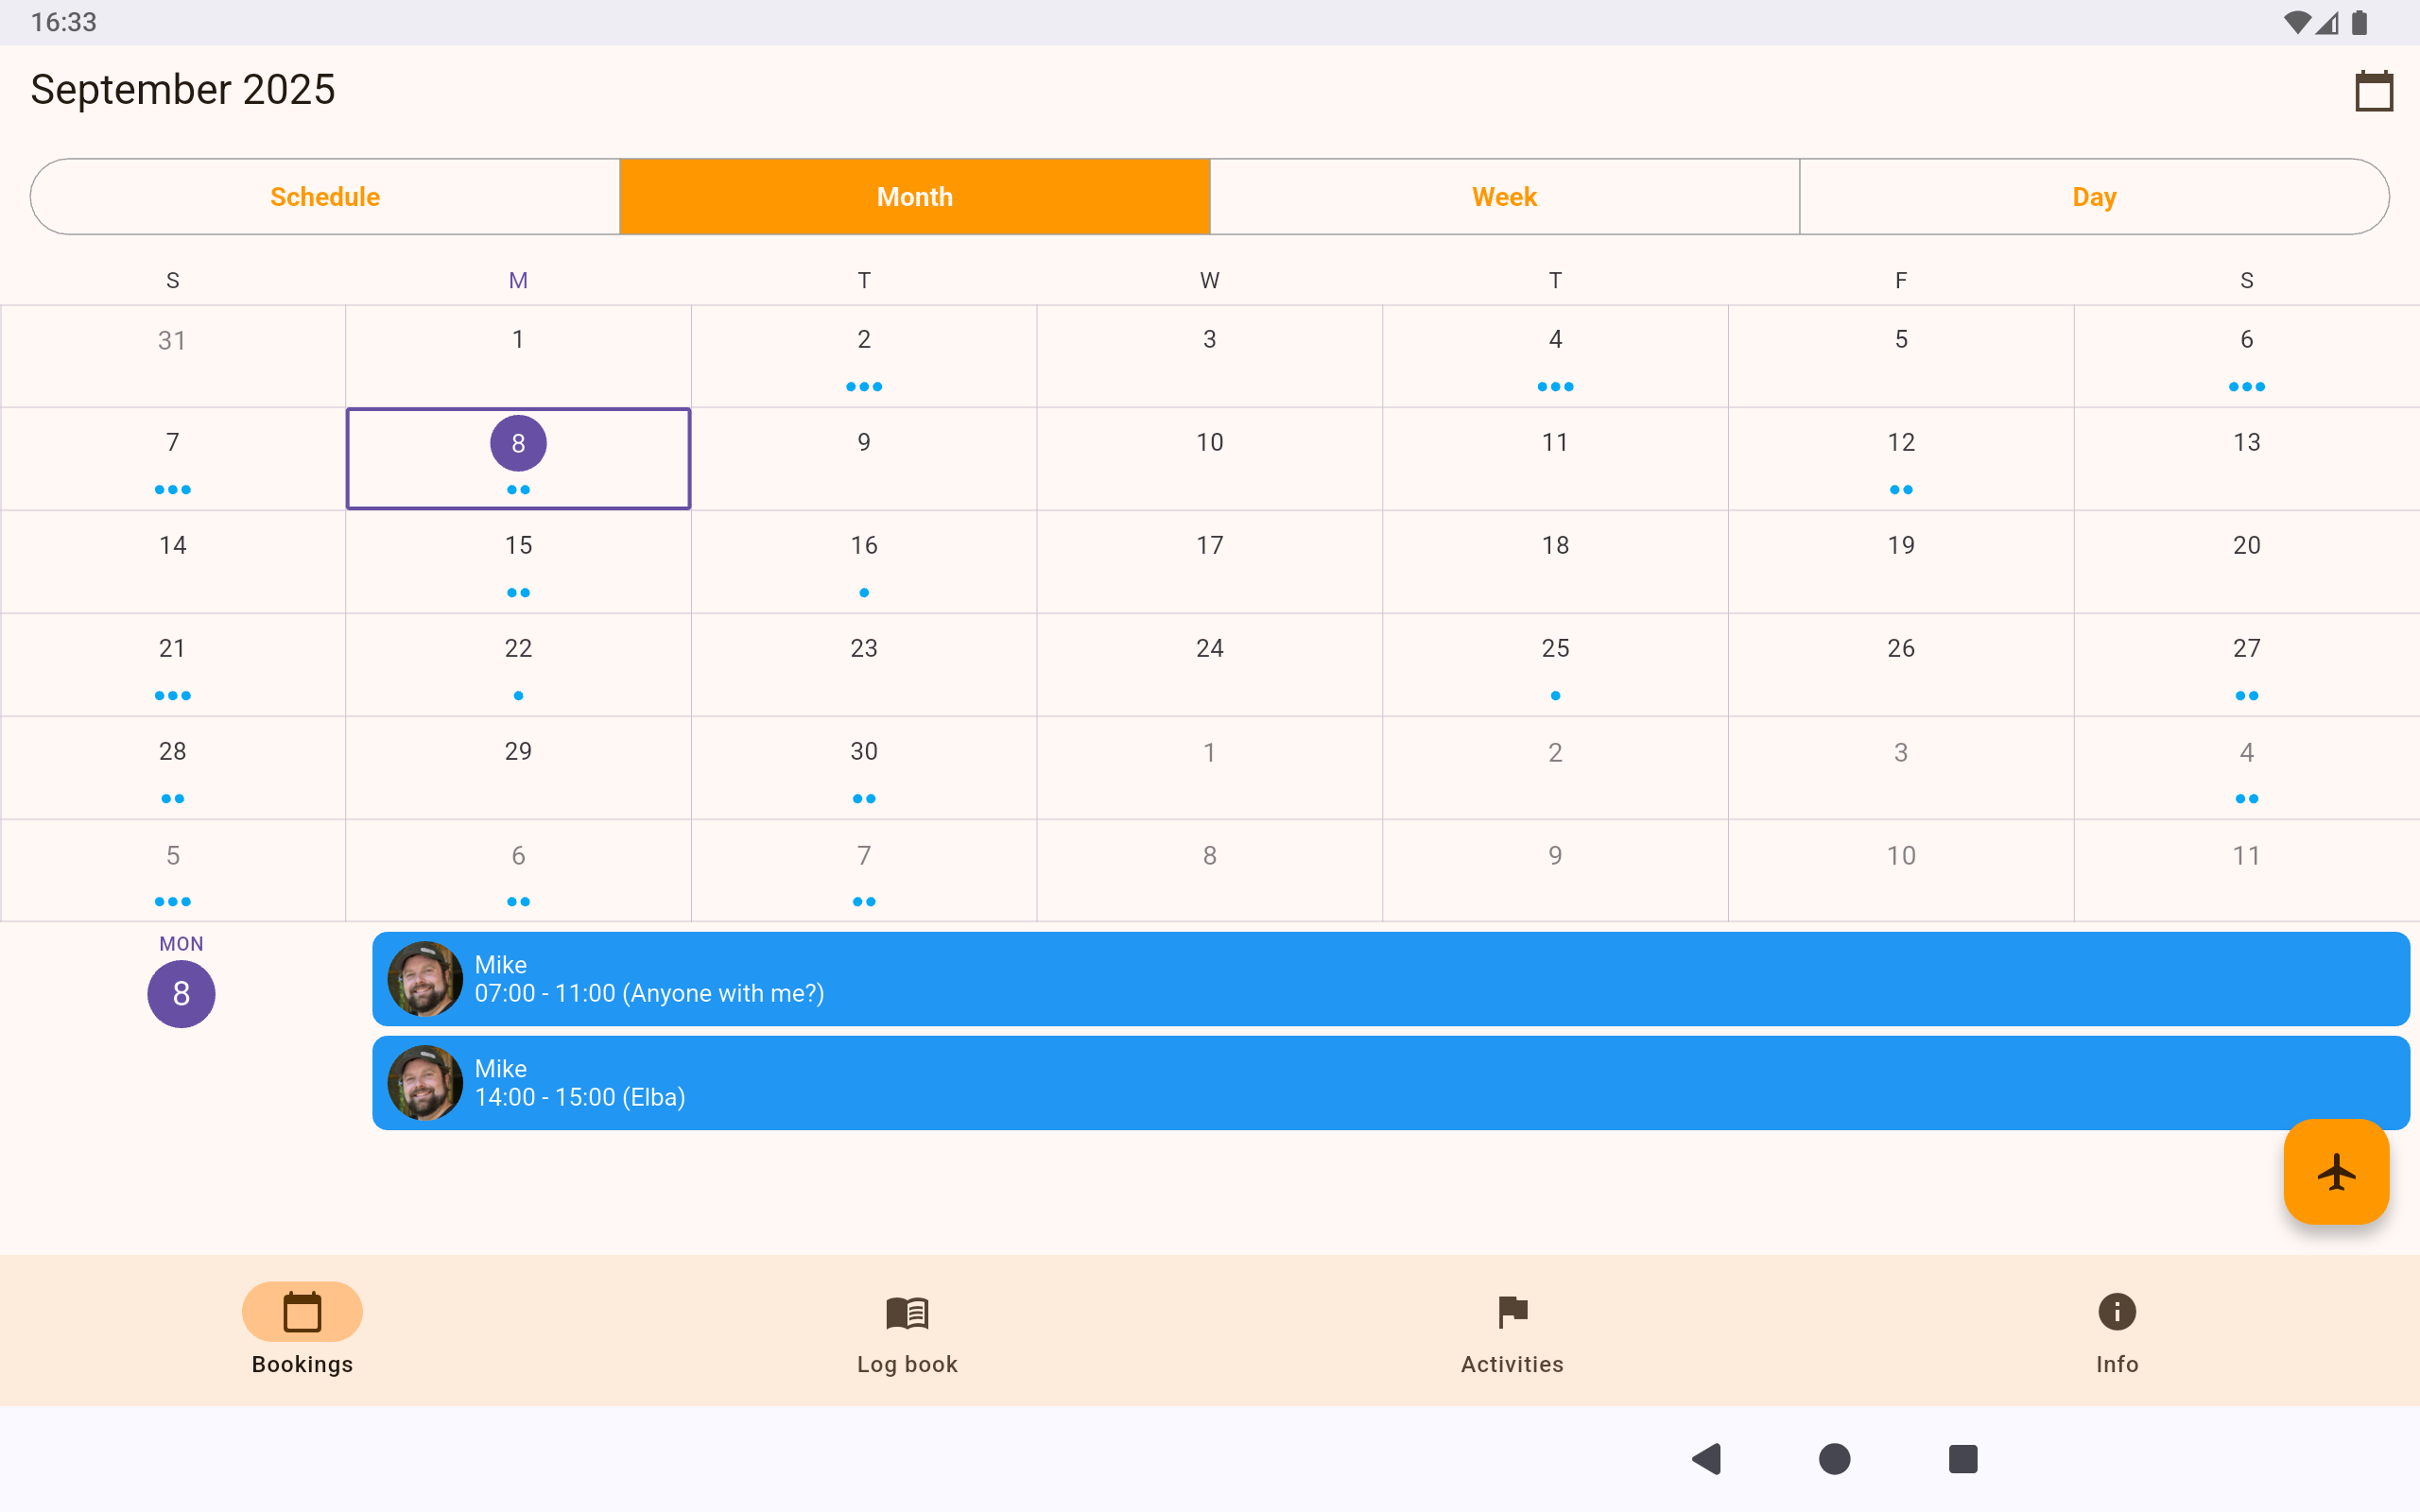 16:33
September 2025
Schedule Month Week Day
S M T W T F S
31 1 2 3 4 5 6
7 8 9 10 11 12 13
14 15 16 17 18 19 20
21 22 23 24 25 26 27
28 29 30 1 2 3 4
5 6 7 8 9 10 11
MON
8
Mike
07:00 - 11:00 (Anyone with me?)
Mike
14:00 - 15:00 (Elba)
Bookings Log book Activities Info